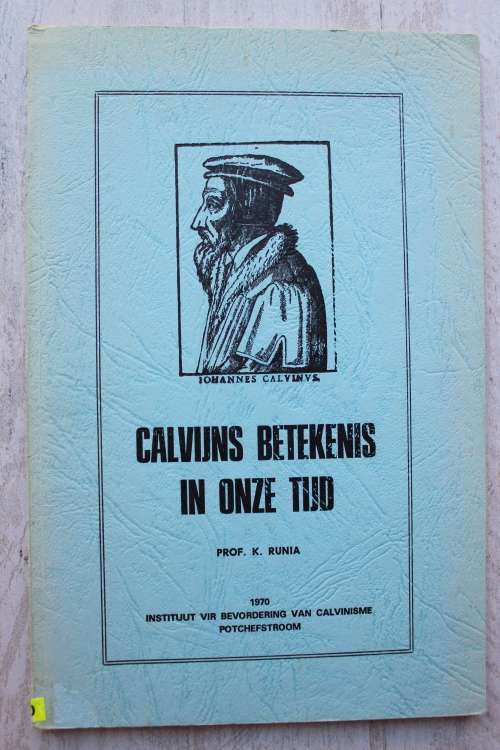 IOHANNES CALVINVS.
CALVIJNS BETEKENIS
IN ONZE TIJD
PROF. K. RUNIA
1970
INSTITUUT VIR BEVORDERING VAN CALVINISME
POTCHEFSTROOM